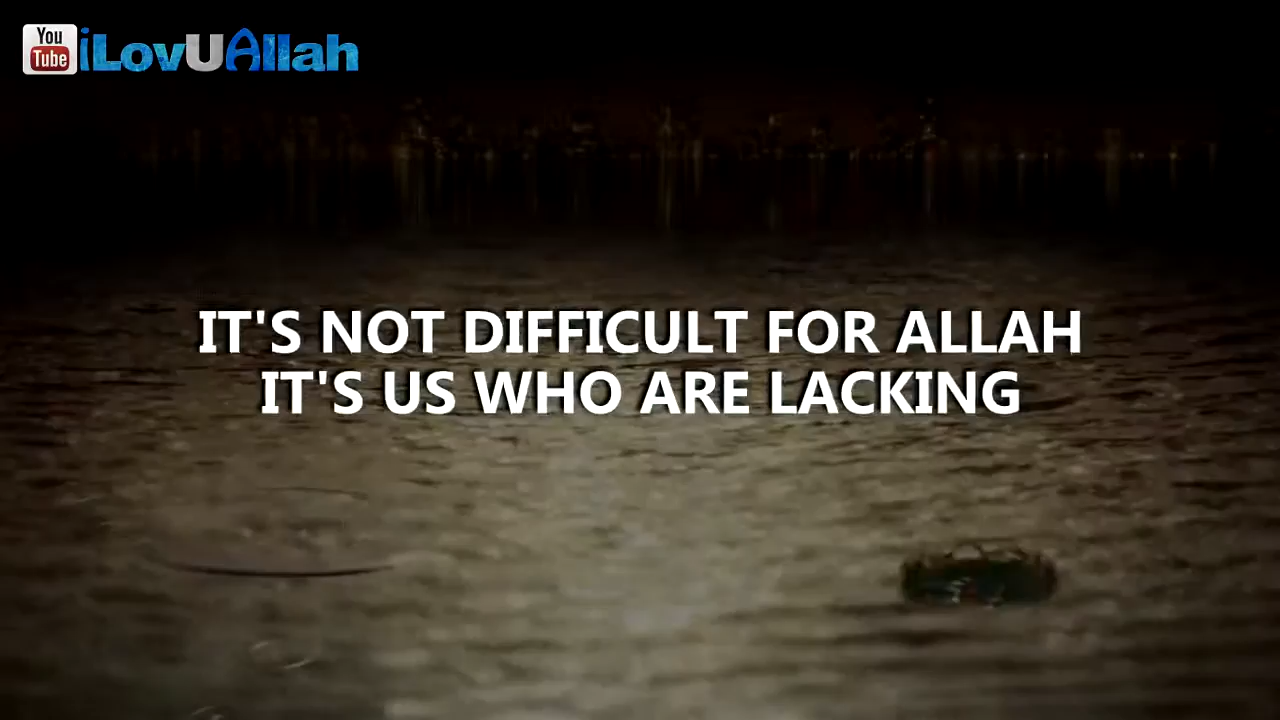 You
Tube
iLovUAllah
IT'S NOT DIFFICULT FOR ALLAH
IT'S US WHO ARE LACKING